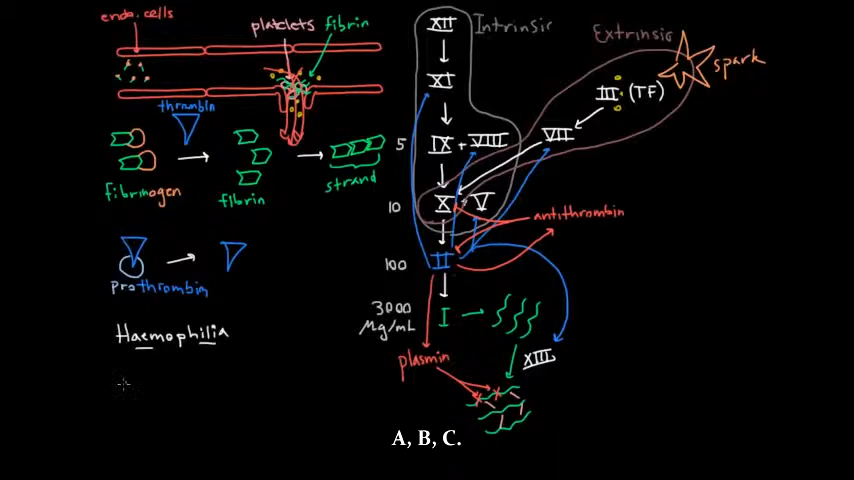 endo. cells
platelets fibrin
thrombin
fibrinogen
fibrin
strand
prothrombin
Haemophilia
XII Intrinsic
XI
5 IX + VIII
10 X V
100 II
3000 I
µg/mL
Extrinsic
spark
III (TF)
VII
antithrombin
plasmin
XIII
A, B, C.